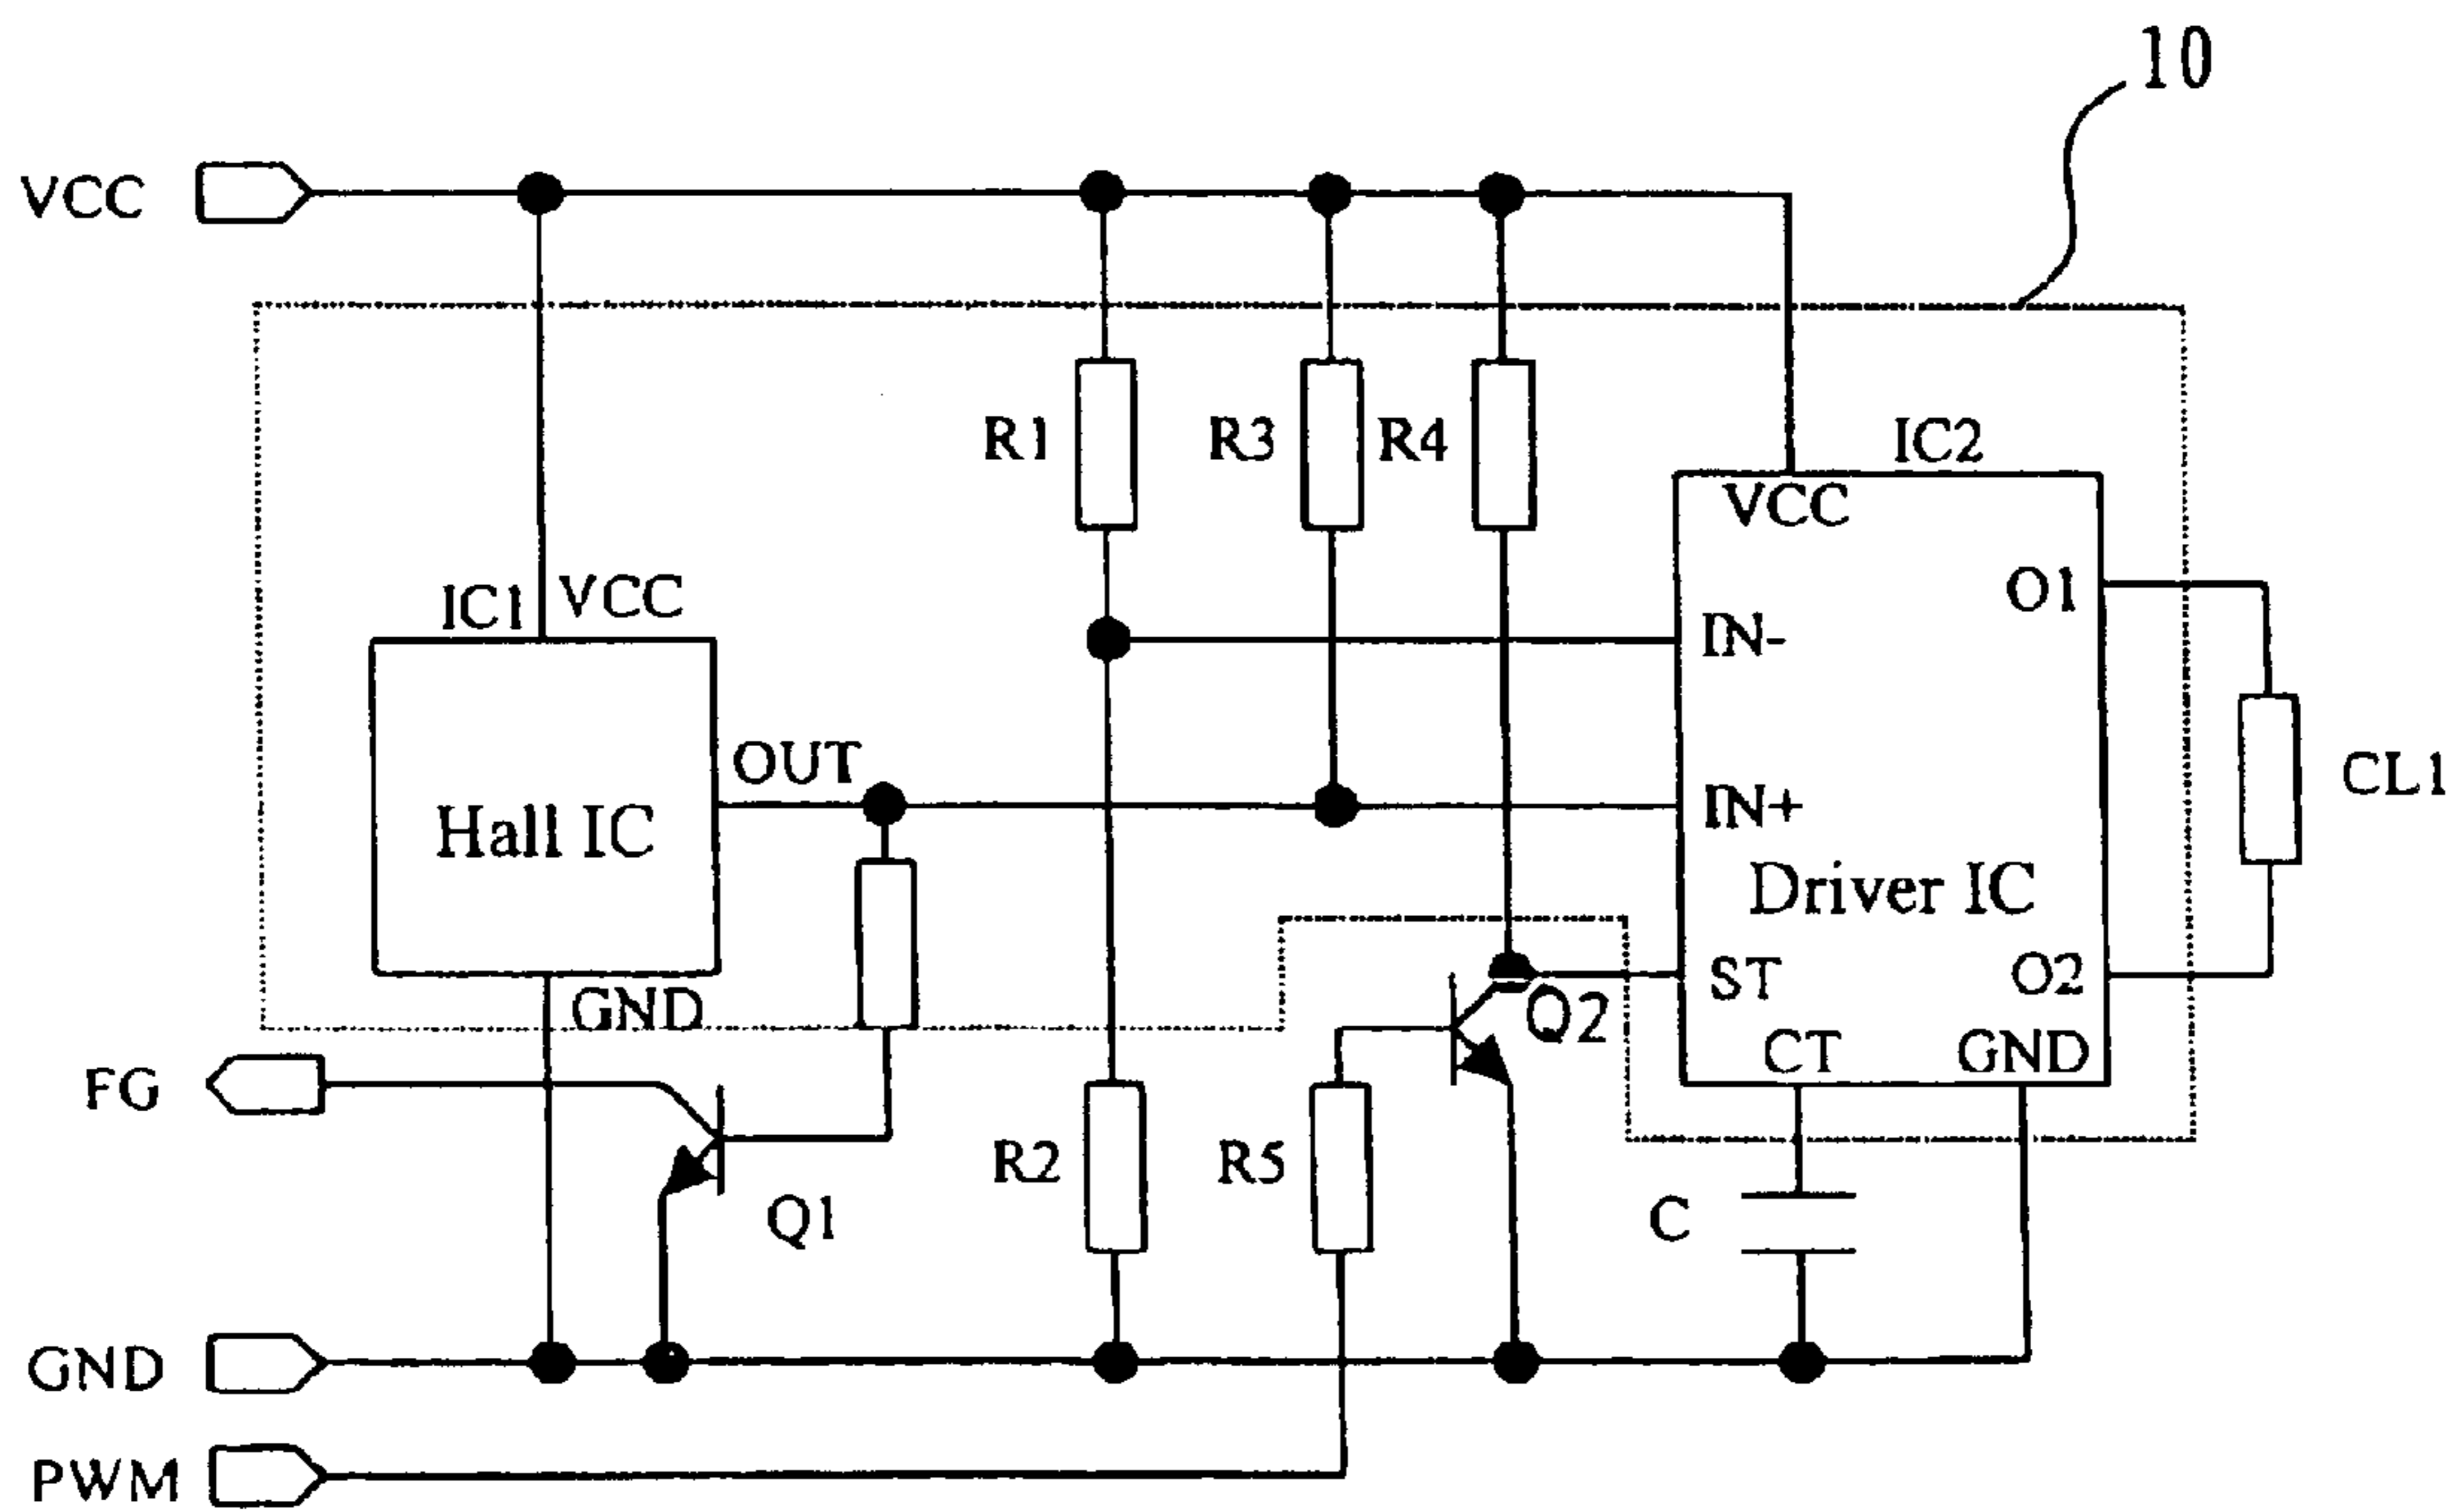 10
VCC
R1
R3
R4
IC2
VCC
O1
IC1
VCC
IN-
OUT
IN+
CL1
Hall IC
Driver IC
ST
O2
GND
Q2
CT
GND
FG
R2
R5
Q1
C
GND
PWM